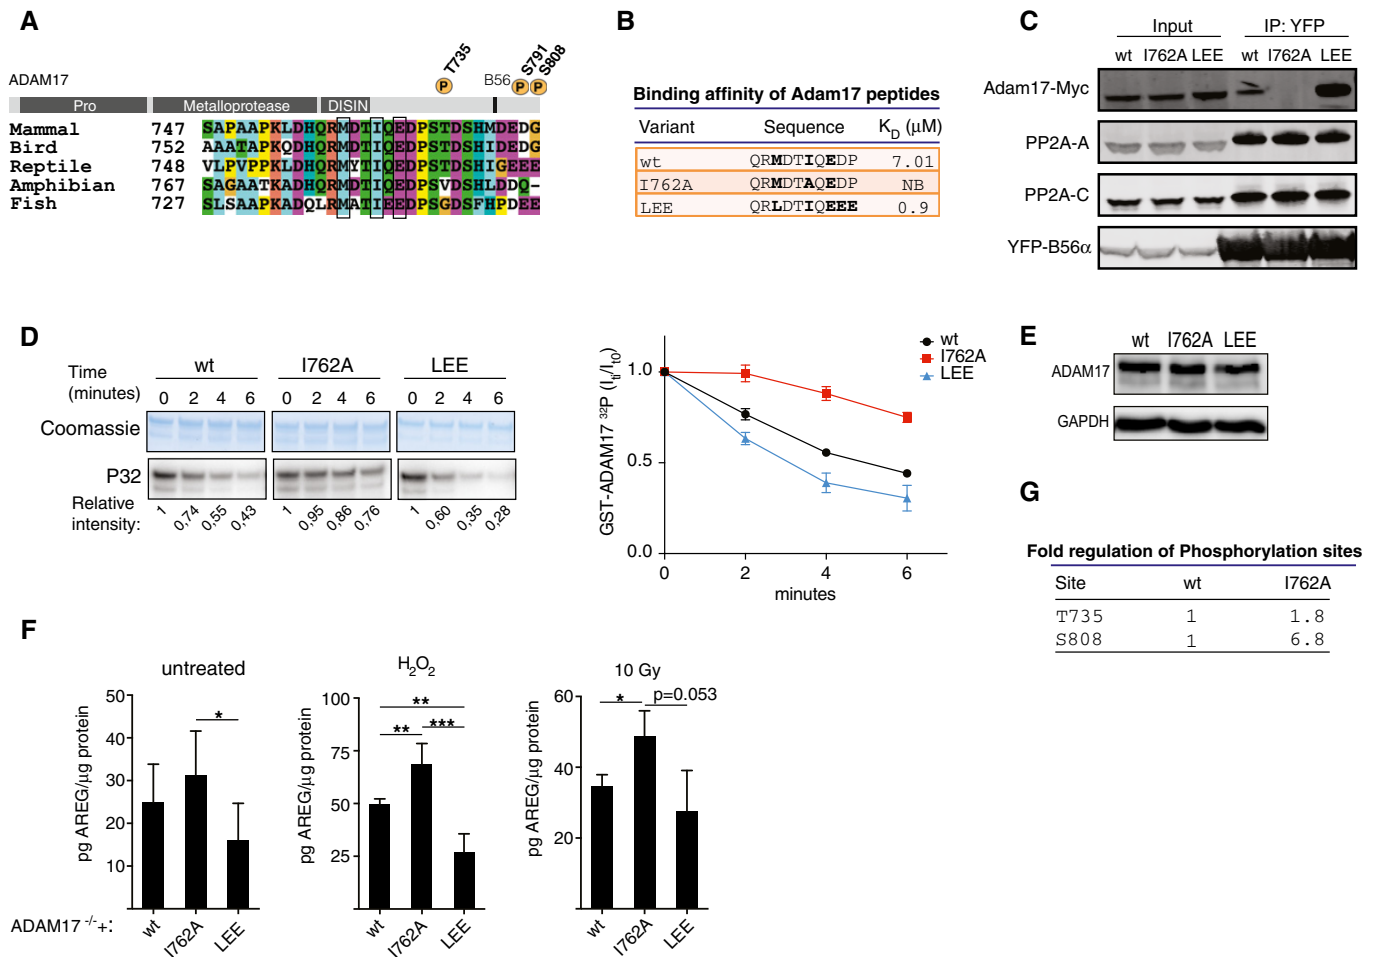 A
T735
S791
S808
P
P
P
ADAM17
B56
Pro
Metalloprotease
DISIN
Mammal 747 SAPAAPKLDHQRMDTIQEDPSTDSHMDEDG
Bird 752 AAATAPKQDHQRMDTIQEDPSTDSHIDEDG
Reptile 748 VLPVPPKLDHQRMYTIQEDPSTDSHIGEEE
Amphibian 767 SAGAATKADHQRMDTIQEDPSVDSHLDDQ-
Fish 727 SLSAAPKADQLRMATIEEDPSGDSFHPDEE
B
Binding affinity of Adam17 peptides
Variant Sequence KD (µM)
wt QRMDTIQEDP 7.01
I762A QRMDTAQEDP NB
LEE QRLDTIQEEE 0.9
C
Input IP: YFP
wt I762A LEE wt I762A LEE
Adam17-Myc
PP2A-A
PP2A-C
YFP-B56α
D
Time (minutes)
wt I762A LEE
0 2 4 6 0 2 4 6 0 2 4 6
Coomassie
P32
Relative intensity:
1 0,74 0,55 0,43 1 0,95 0,86 0,76 1 0,60 0,35 0,28
GST-ADAM17 32P (Iti/It0)
1.0
0.5
0.0
0 2 4 6
minutes
wt
I762A
LEE
E
wt I762A LEE
ADAM17
GAPDH
G
Fold regulation of Phosphorylation sites
Site wt I762A
T735 1 1.8
S808 1 6.8
F
untreated
pg AREG/µg protein
50
40
30
20
10
*
wt I762A LEE
H2O2
pg AREG/µg protein
100
75
50
25
**
** ***
wt I762A LEE
10 Gy
pg AREG/µg protein
60
40
20
* p=0.053
wt I762A LEE
ADAM17 -/-+: